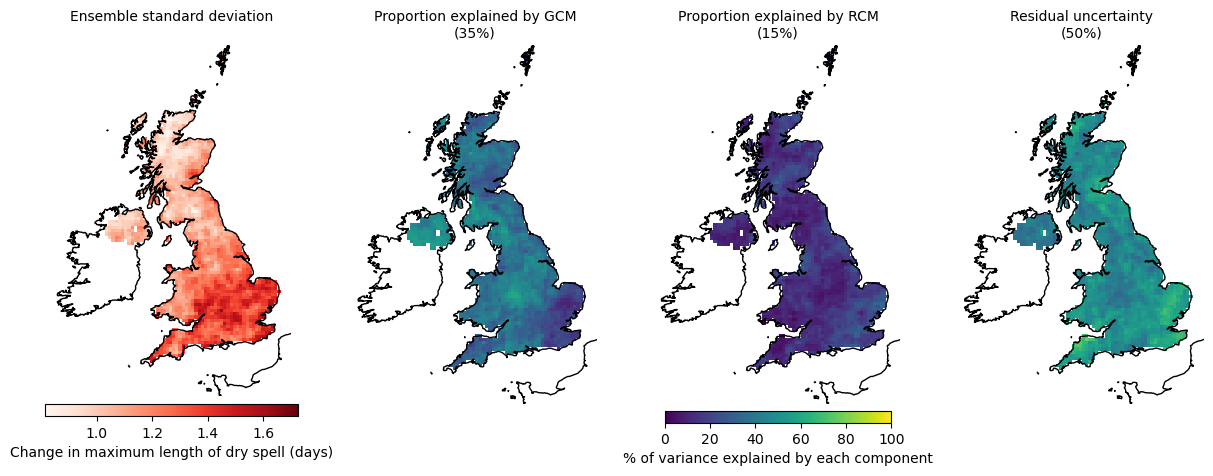 Ensemble standard deviation
Proportion explained by GCM
(35%)
Proportion explained by RCM
(15%)
Residual uncertainty
(50%)
1.0 1.2 1.4 1.6
Change in maximum length of dry spell (days)
0 20 40 60 80 100
% of variance explained by each component